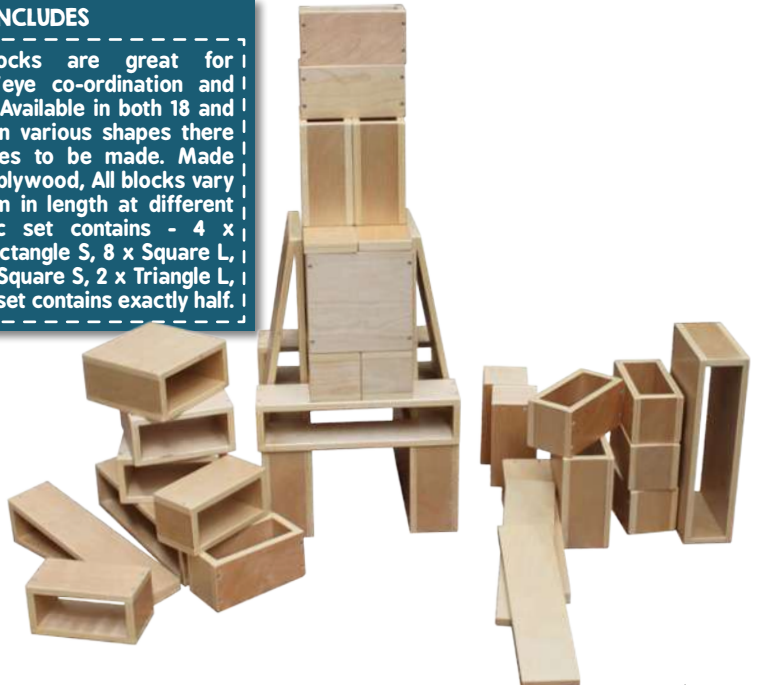 NCLUDES
ocks are great for
eye co-ordination and
Available in both 18 and
n various shapes there
es to be made. Made
plywood, All blocks vary
m in length at different
c set contains - 4 x
ctangle S, 8 x Square L,
Square S, 2 x Triangle L,
set contains exactly half.